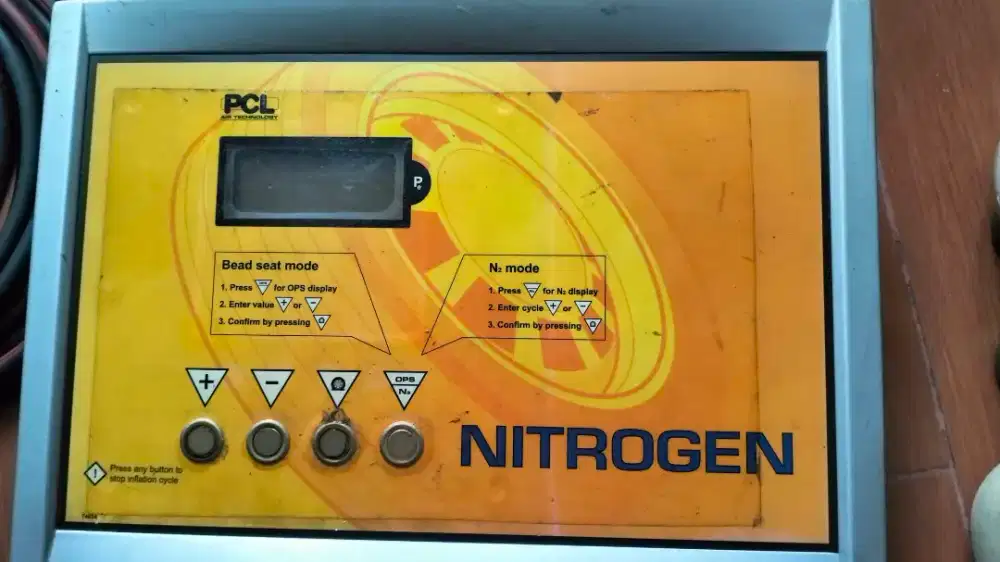 PCL
AIR TECHNOLOGY
P
Bead seat mode
1. Press OPS for OPS display
2. Enter value + or −
3. Confirm by pressing
N₂ mode
1. Press for N₂ display
2. Enter cycle + or −
3. Confirm by pressing
+
−
OPS
N₂
NITROGEN
!
Press any button to
stop inflation cycle